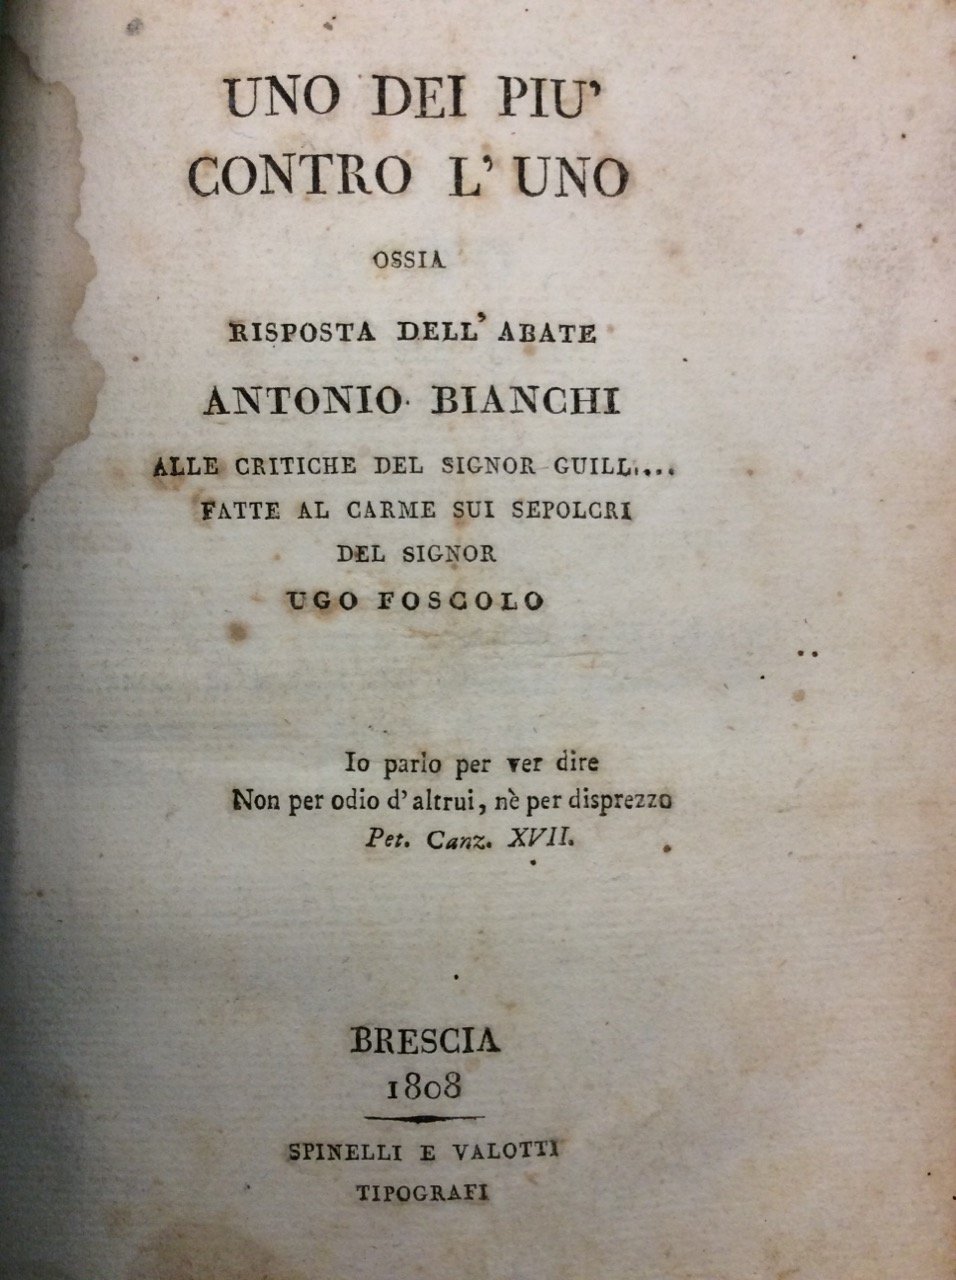 UNO DEI PIU'
CONTRO L' UNO
OSSIA
RISPOSTA DELL' ABATE
ANTONIO BIANCHI
ALLE CRITICHE DEL SIGNOR GUILL....
FATTE AL CARME SUI SEPOLCRI
DEL SIGNOR
UGO FOSCOLO
Io parlo per ver dire
Non per odio d' altrui, nè per disprezzo
Pet. Canz. XVII.
BRESCIA
1808
SPINELLI E VALOTTI
TIPOGRAFI